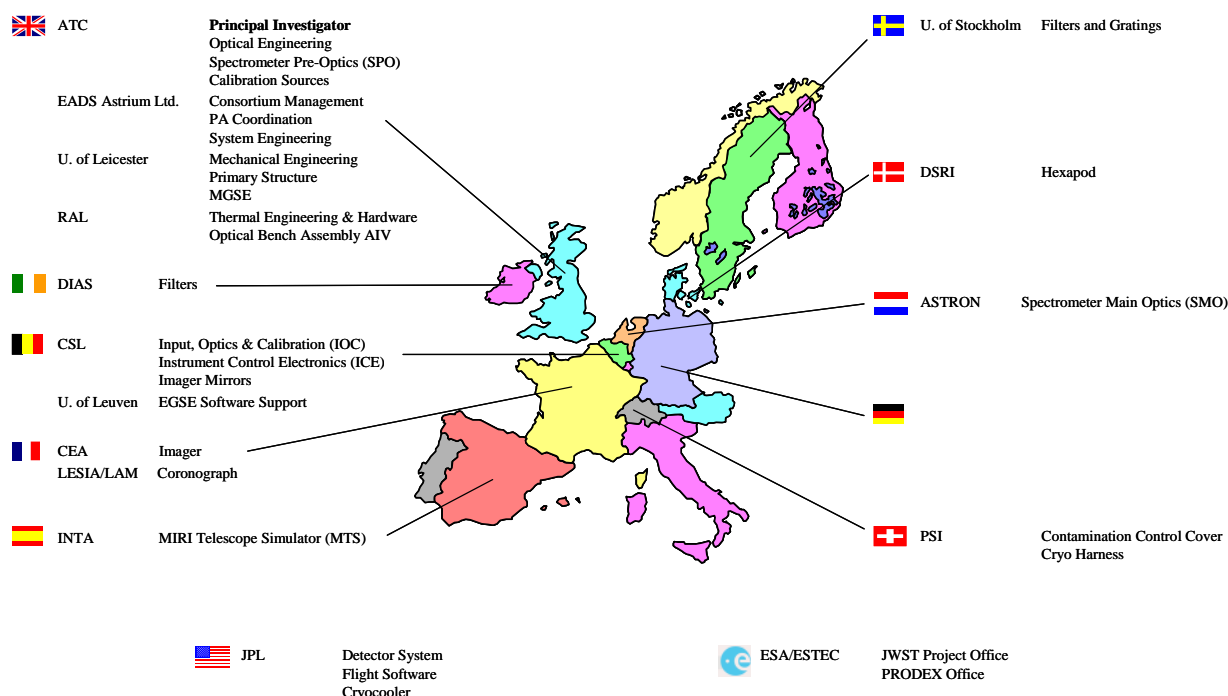 ATC Principal Investigator
Optical Engineering
Spectrometer Pre-Optics (SPO)
Calibration Sources
EADS Astrium Ltd. Consortium Management
PA Coordination
System Engineering
U. of Leicester Mechanical Engineering
Primary Structure
MGSE
RAL Thermal Engineering & Hardware
Optical Bench Assembly AIV
DIAS Filters
CSL Input, Optics & Calibration (IOC)
Instrument Control Electronics (ICE)
Imager Mirrors
U. of Leuven EGSE Software Support
CEA Imager
LESIA/LAM Coronograph
INTA MIRI Telescope Simulator (MTS)
U. of Stockholm Filters and Gratings
DSRI Hexapod
ASTRON Spectrometer Main Optics (SMO)
PSI Contamination Control Cover
Cryo Harness
JPL Detector System
Flight Software
Cryocooler
ESA/ESTEC JWST Project Office
PRODEX Office